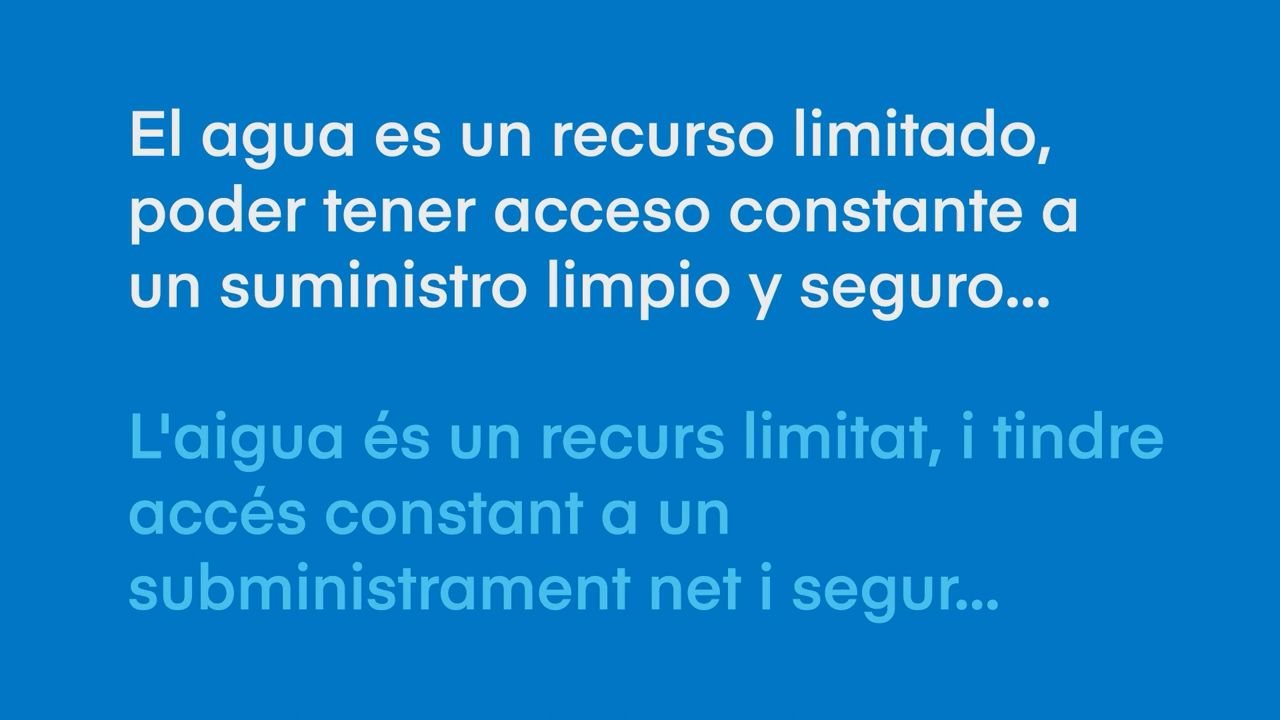 El agua es un recurso limitado,
poder tener acceso constante a
un suministro limpio y seguro...
L'aigua és un recurs limitat, i tindre
accés constant a un
subministrament net i segur...